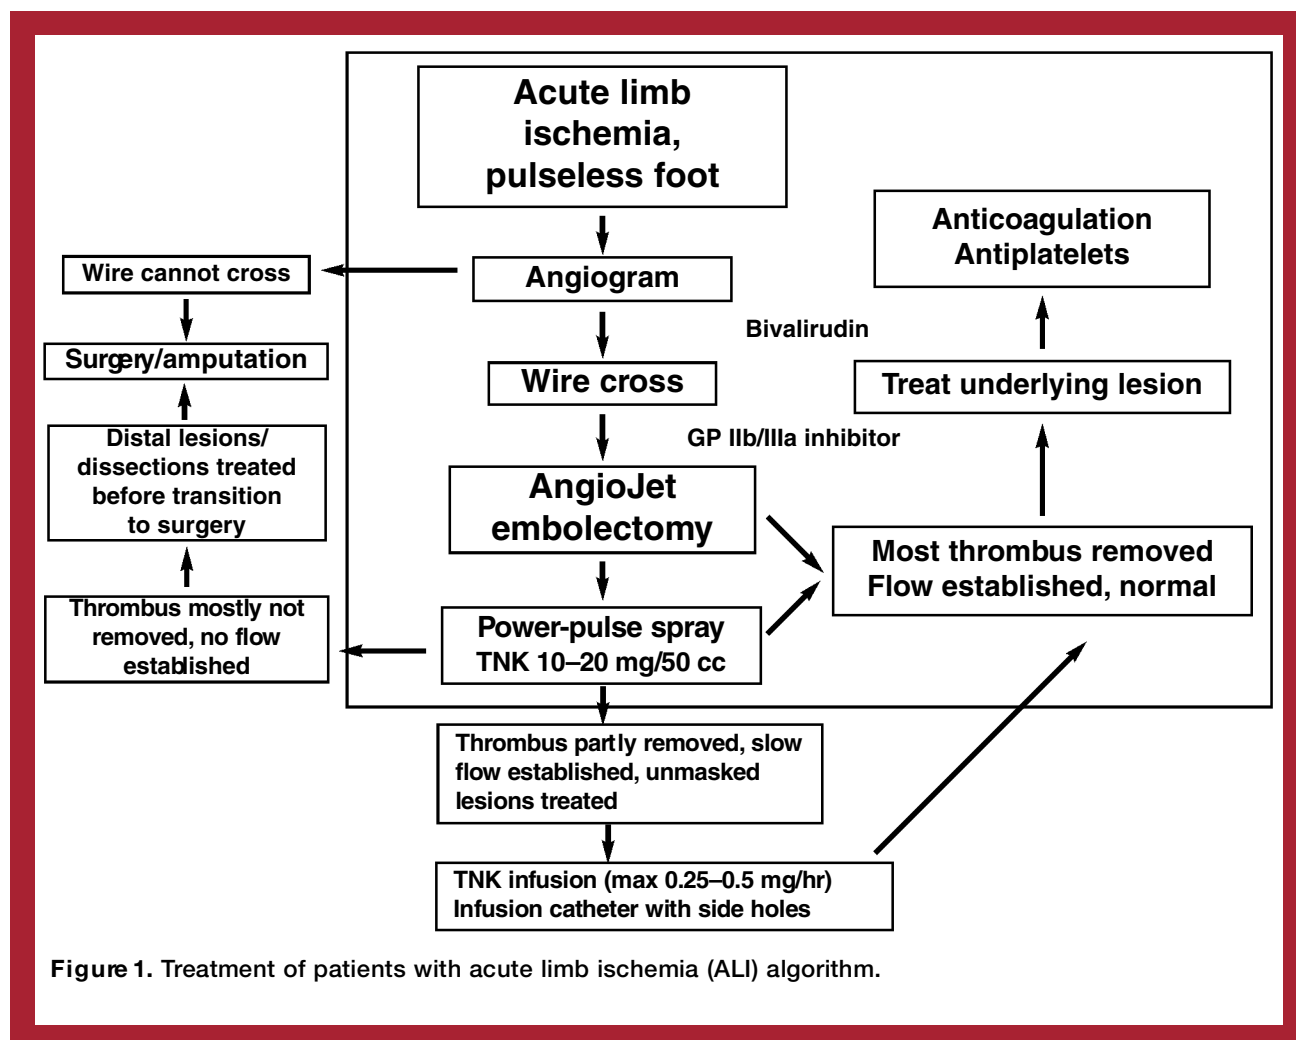 Acute limb
ischemia,
pulseless foot
Angiogram
Wire cannot cross
Surgery/amputation
Distal lesions/
dissections treated
before transition
to surgery
Thrombus mostly not
removed, no flow
established
Wire cross
Bivalirudin
GP IIb/IIIa inhibitor
AngioJet
embolectomy
Power-pulse spray
TNK 10–20 mg/50 cc
Anticoagulation
Antiplatelets
Treat underlying lesion
Most thrombus removed
Flow established, normal
Thrombus partly removed, slow
flow established, unmasked
lesions treated
TNK infusion (max 0.25–0.5 mg/hr)
Infusion catheter with side holes
Figure 1. Treatment of patients with acute limb ischemia (ALI) algorithm.